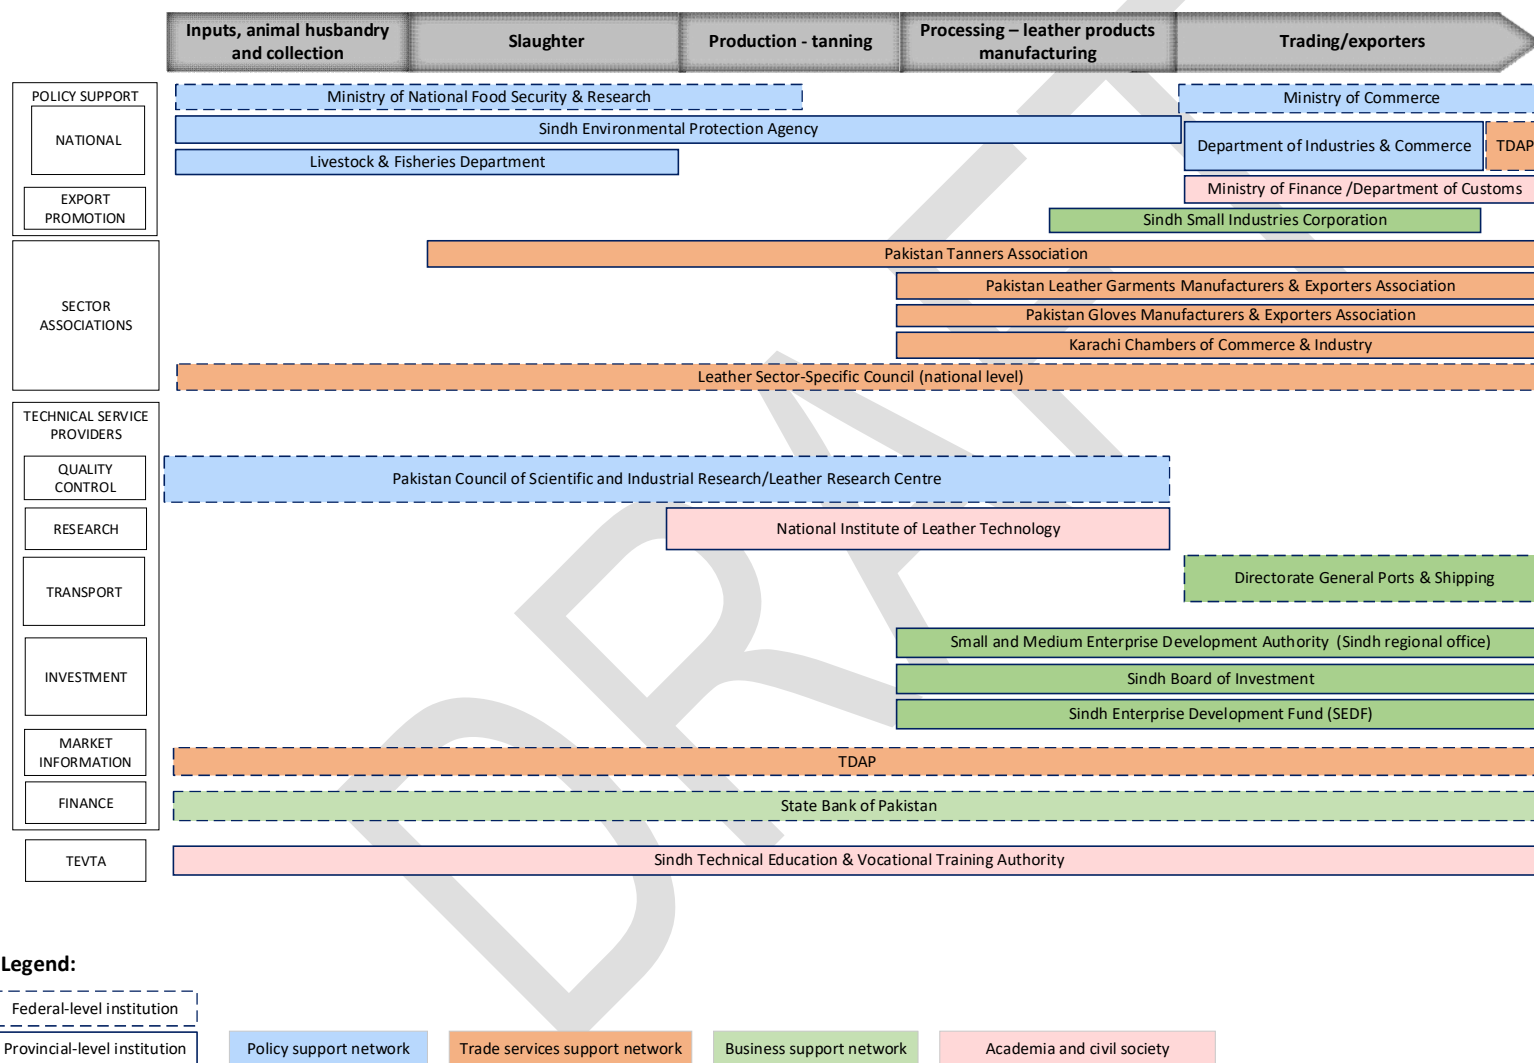 Inputs, animal husbandry
and collection
Slaughter
Production - tanning
Processing – leather products
manufacturing
Trading/exporters
POLICY SUPPORT
NATIONAL
EXPORT
PROMOTION
Ministry of National Food Security & Research
Ministry of Commerce
Sindh Environmental Protection Agency
Department of Industries & Commerce
TDAP
Livestock & Fisheries Department
Ministry of Finance /Department of Customs
Sindh Small Industries Corporation
SECTOR
ASSOCIATIONS
Pakistan Tanners Association
Pakistan Leather Garments Manufacturers & Exporters Association
Pakistan Gloves Manufacturers & Exporters Association
Karachi Chambers of Commerce & Industry
Leather Sector-Specific Council (national level)
TECHNICAL SERVICE
PROVIDERS
QUALITY
CONTROL
Pakistan Council of Scientific and Industrial Research/Leather Research Centre
RESEARCH
National Institute of Leather Technology
TRANSPORT
Directorate General Ports & Shipping
INVESTMENT
Small and Medium Enterprise Development Authority (Sindh regional office)
Sindh Board of Investment
Sindh Enterprise Development Fund (SEDF)
MARKET
INFORMATION
TDAP
FINANCE
State Bank of Pakistan
TEVTA
Sindh Technical Education & Vocational Training Authority
DRAFT
Legend:
Federal-level institution
Provincial-level institution
Policy support network
Trade services support network
Business support network
Academia and civil society